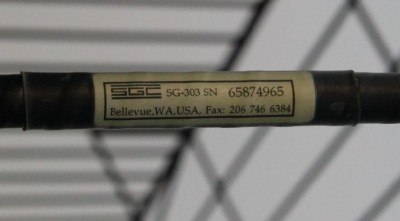 SGC SG-303 SN 65874965
Bellevue,WA,USA, Fax: 206 746 6384